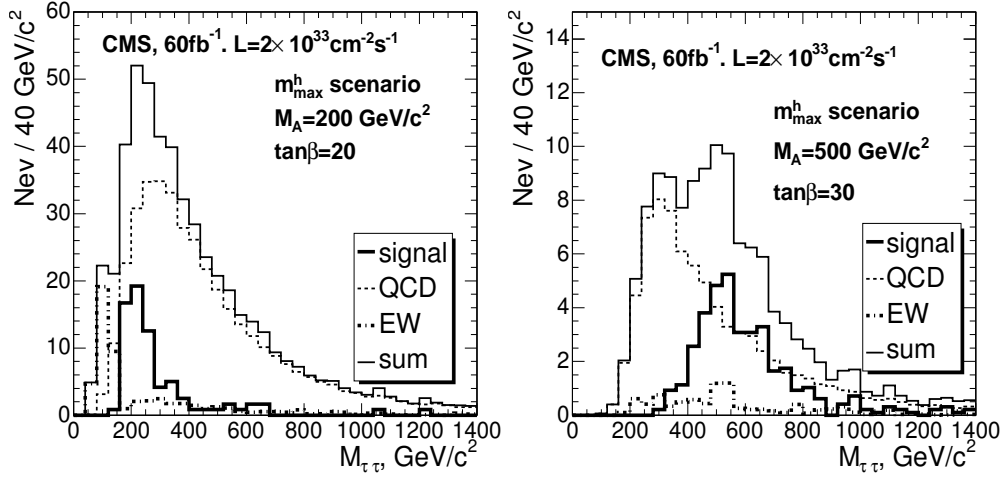 Nev / 40 GeV/c²
60
50
40
30
20
10
0
CMS, 60fb⁻¹. L=2× 10³³cm⁻²s⁻¹
mʰmax scenario
M_A=200 GeV/c²
tanβ=20
signal
QCD
EW
sum
0 200 400 600 800 1000 1200 1400
M_ττ, GeV/c²
Nev / 40 GeV/c²
14
12
10
8
6
4
2
0
CMS, 60fb⁻¹. L=2× 10³³cm⁻²s⁻¹
mʰmax scenario
M_A=500 GeV/c²
tanβ=30
signal
QCD
EW
sum
0 200 400 600 800 1000 1200 1400
M_ττ, GeV/c²